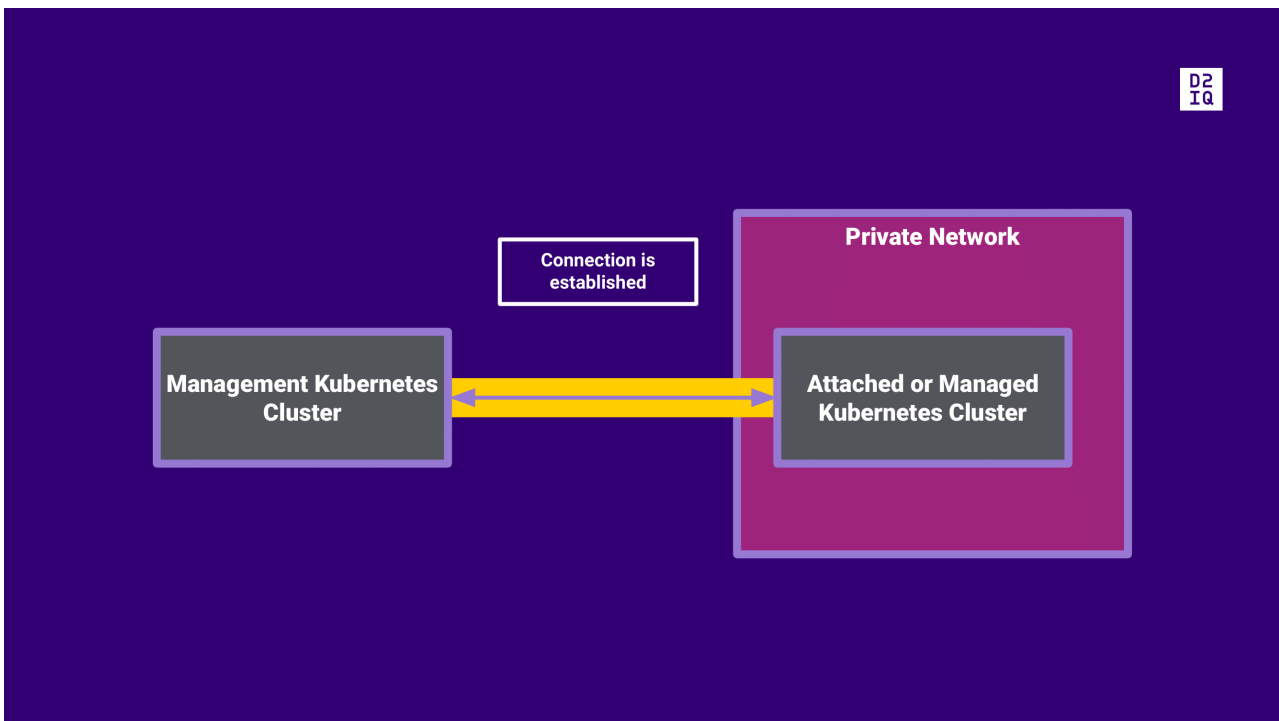 D2
IQ
Private Network
Connection is
established
Management Kubernetes
Cluster
Attached or Managed
Kubernetes Cluster